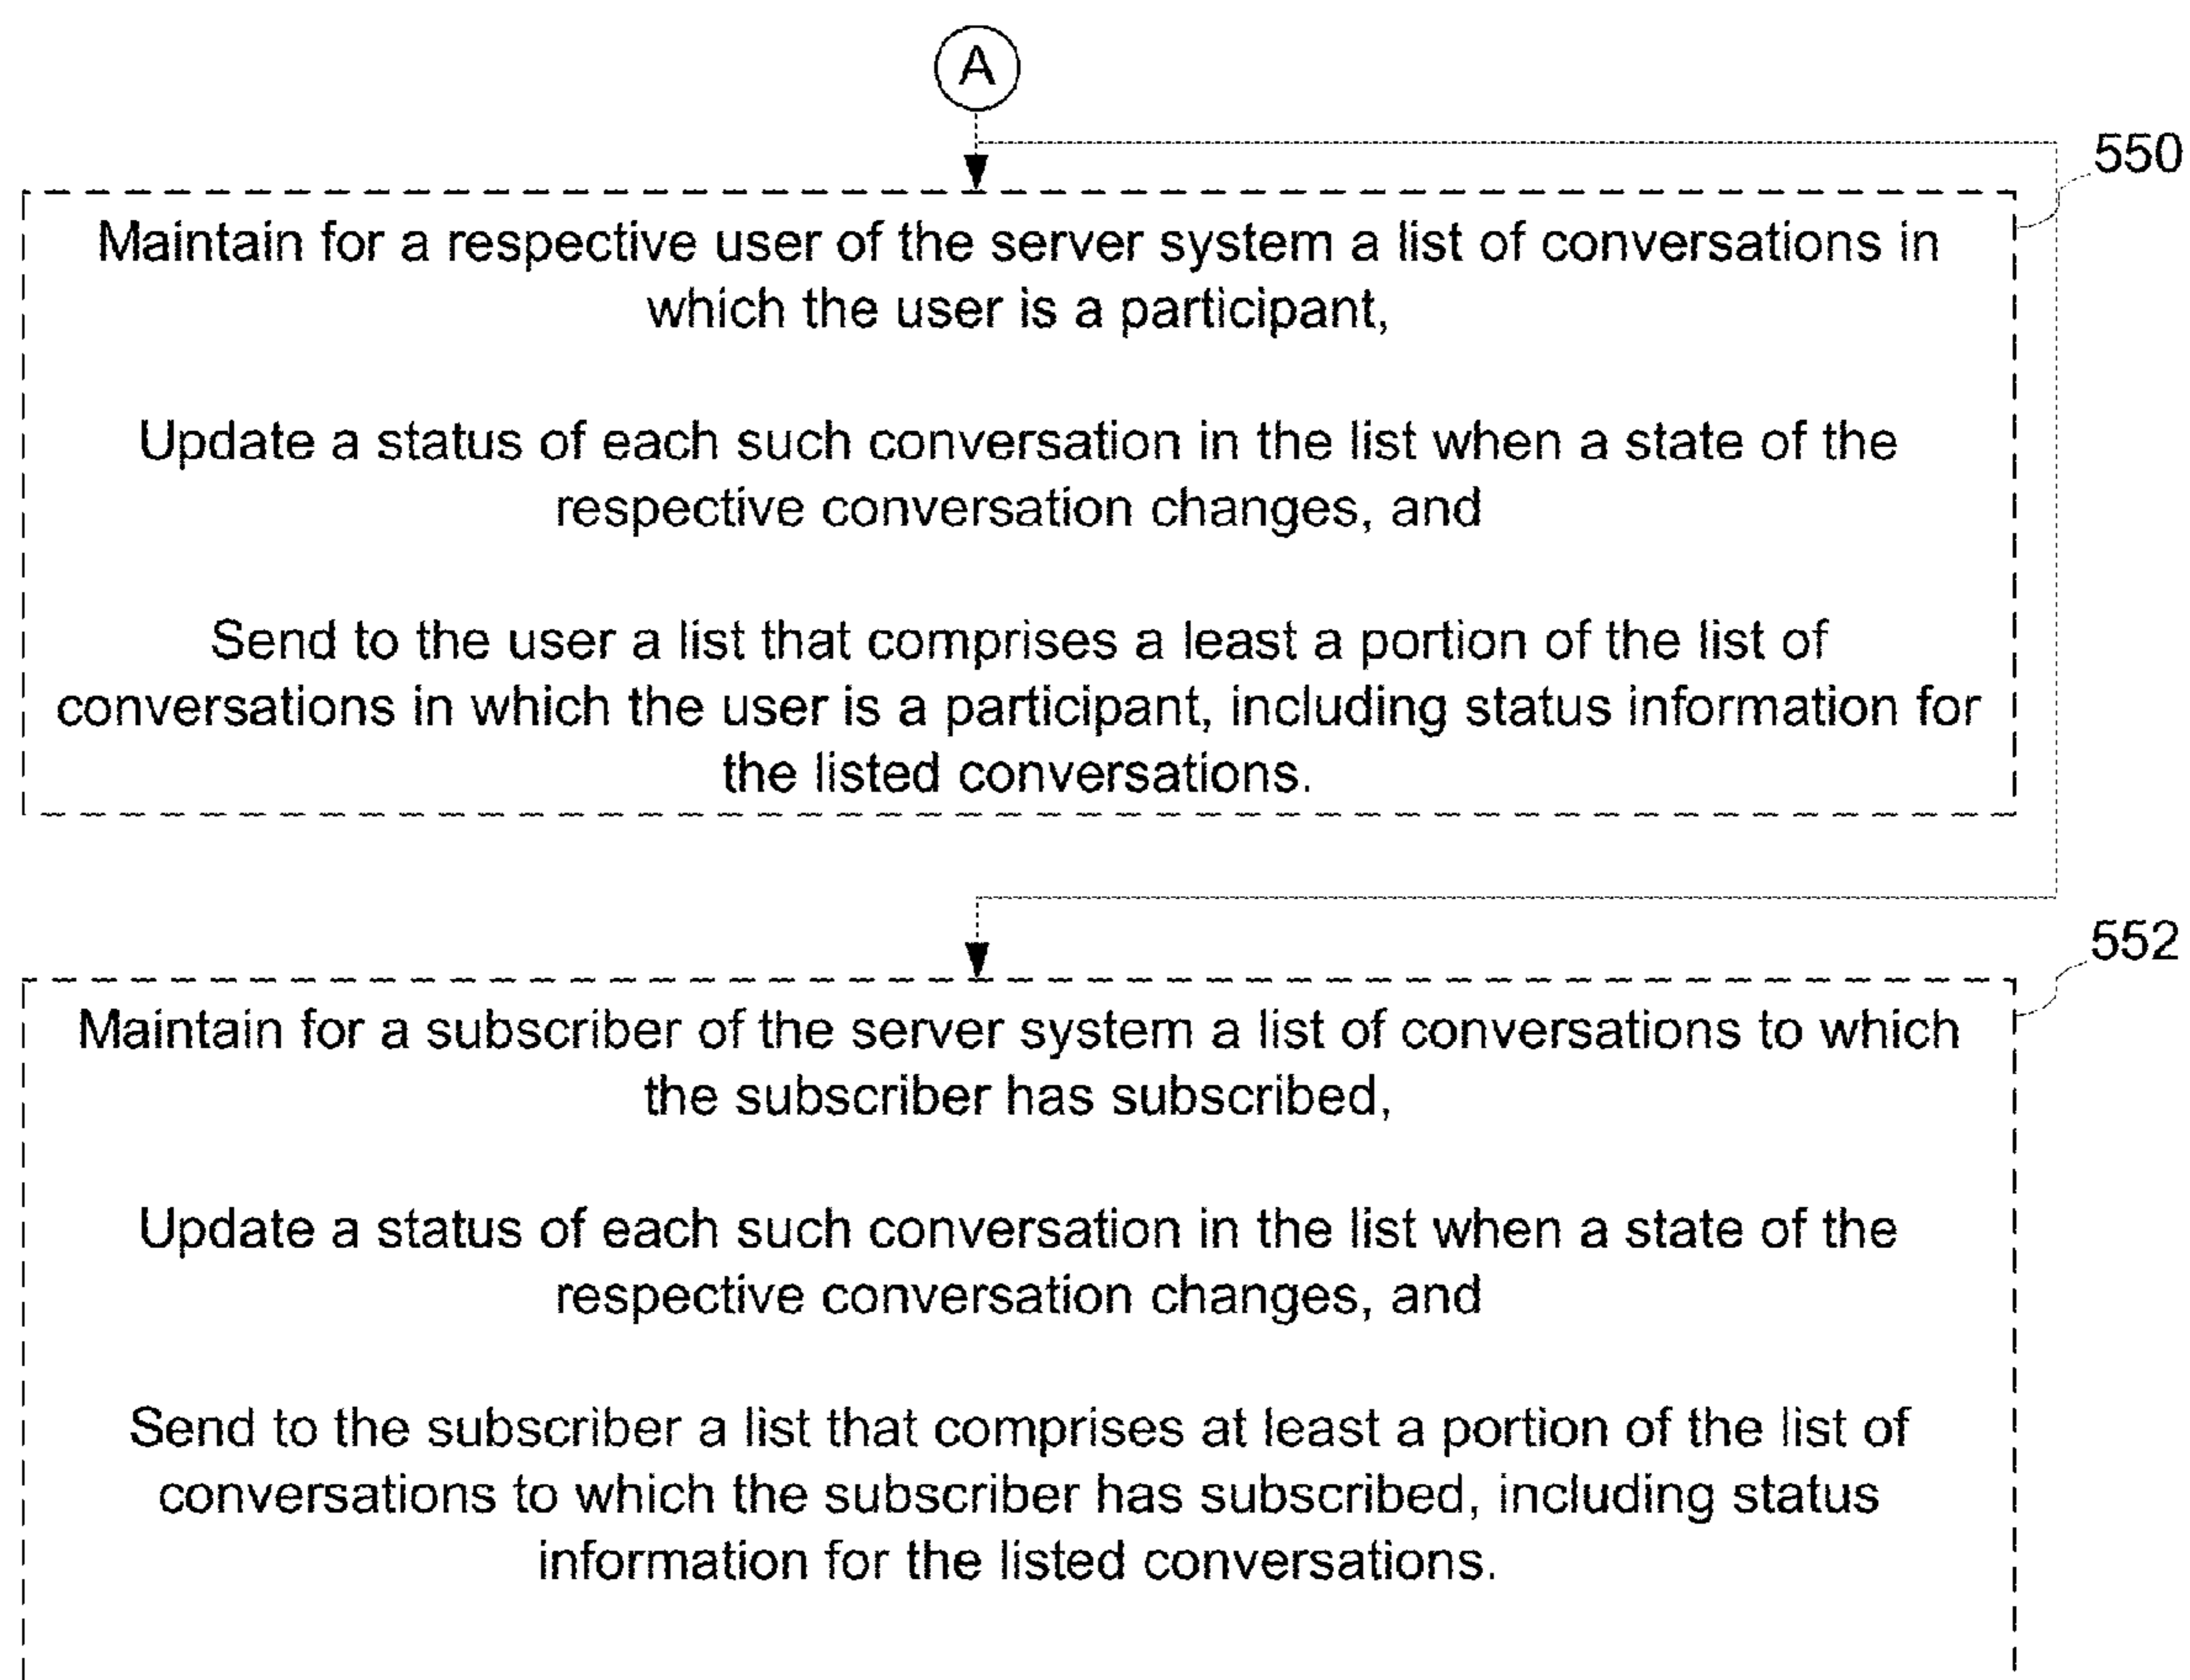 A
550
Maintain for a respective user of the server system a list of conversations in
which the user is a participant,
Update a status of each such conversation in the list when a state of the
respective conversation changes, and
Send to the user a list that comprises a least a portion of the list of
conversations in which the user is a participant, including status information for
the listed conversations.
552
Maintain for a subscriber of the server system a list of conversations to which
the subscriber has subscribed,
Update a status of each such conversation in the list when a state of the
respective conversation changes, and
Send to the subscriber a list that comprises at least a portion of the list of
conversations to which the subscriber has subscribed, including status
information for the listed conversations.